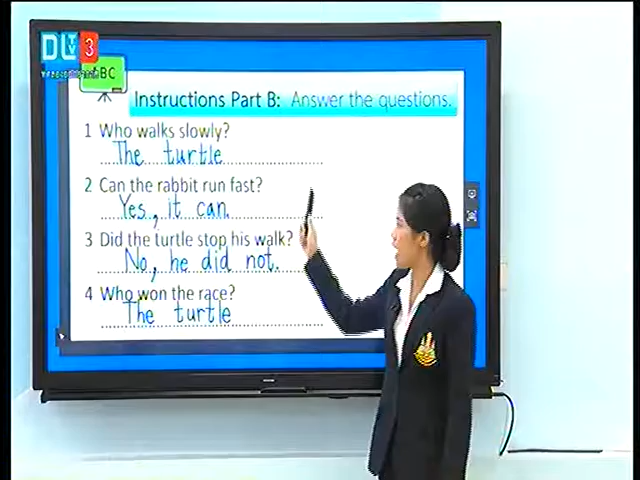 DLTV 3
ABC
Instructions Part B: Answer the questions.
1 Who walks slowly?
The turtle
2 Can the rabbit run fast?
Yes, it can.
3 Did the turtle stop his walk?
No, he did not.
4 Who won the race?
The turtle